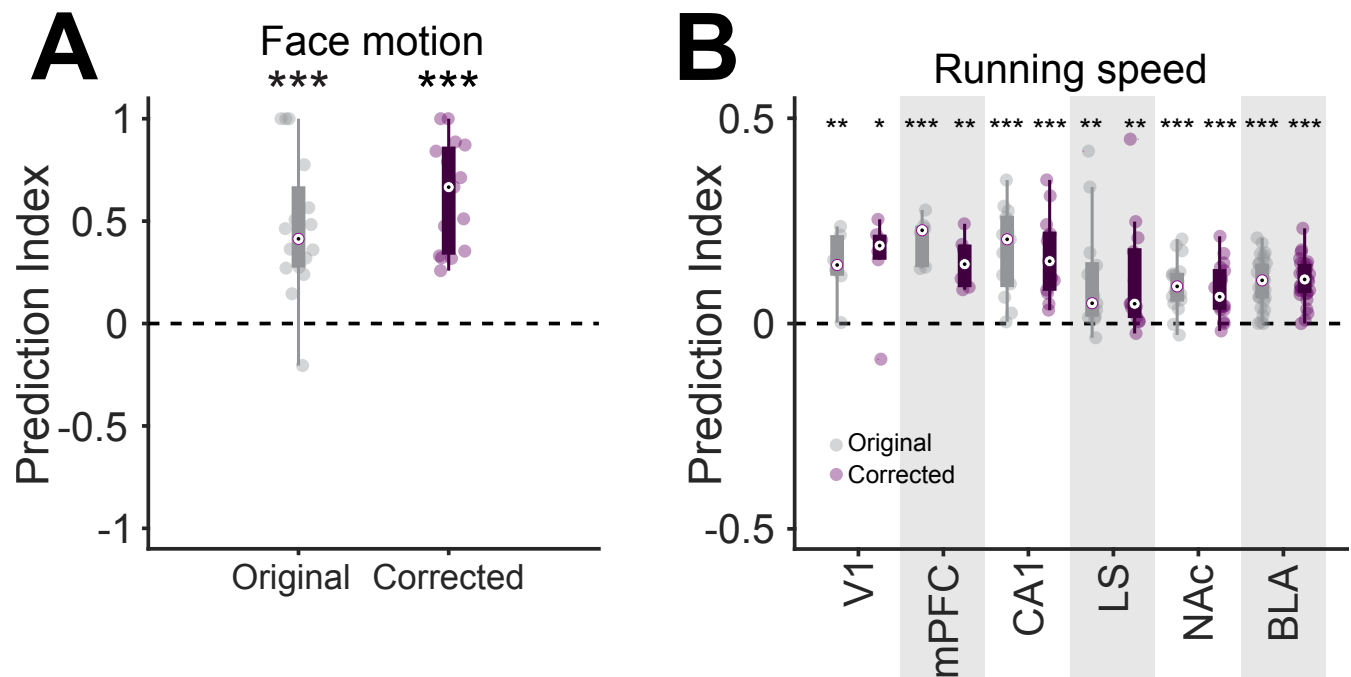 A
Face motion
*** ***
Prediction Index
1
0.5
0
-0.5
-1
Original Corrected
B
Running speed
** * *** ** *** *** ** ** *** *** *** ***
Prediction Index
0.5
0
-0.5
Original
Corrected
V1
mPFC
CA1
LS
NAc
BLA